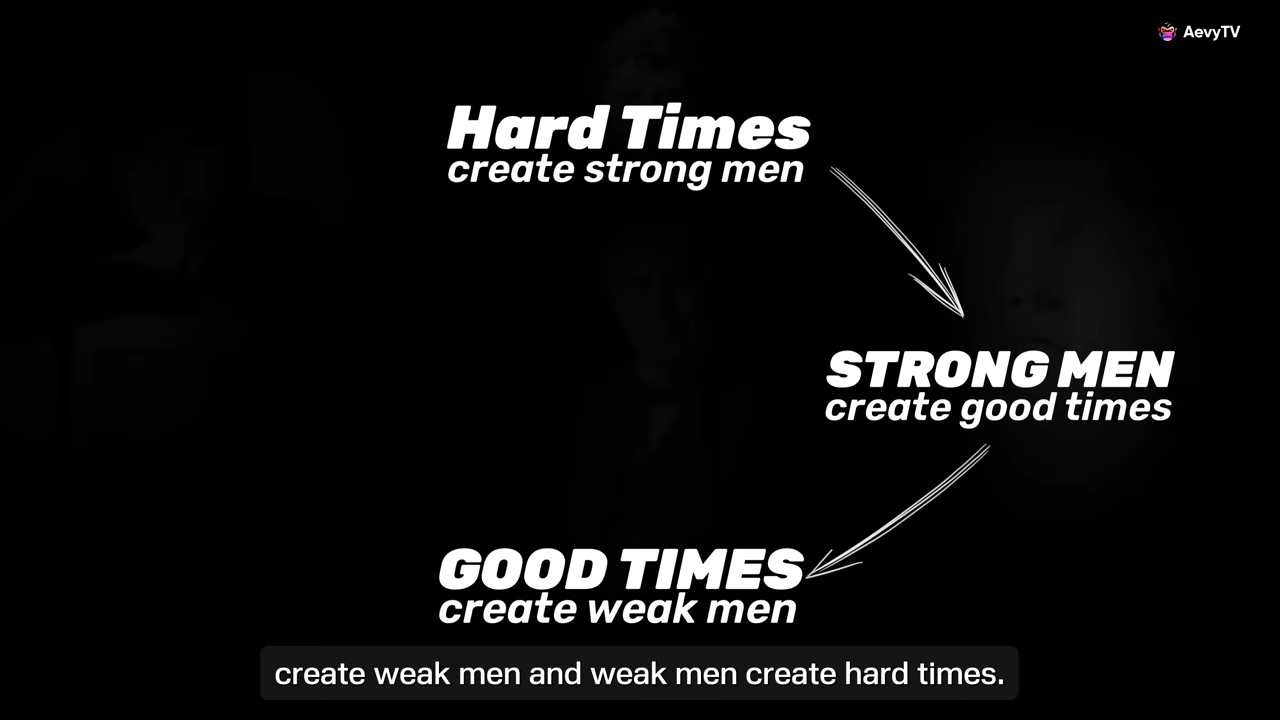 AevyTV
Hard Times
create strong men
STRONG MEN
create good times
GOOD TIMES
create weak men
create weak men and weak men create hard times.